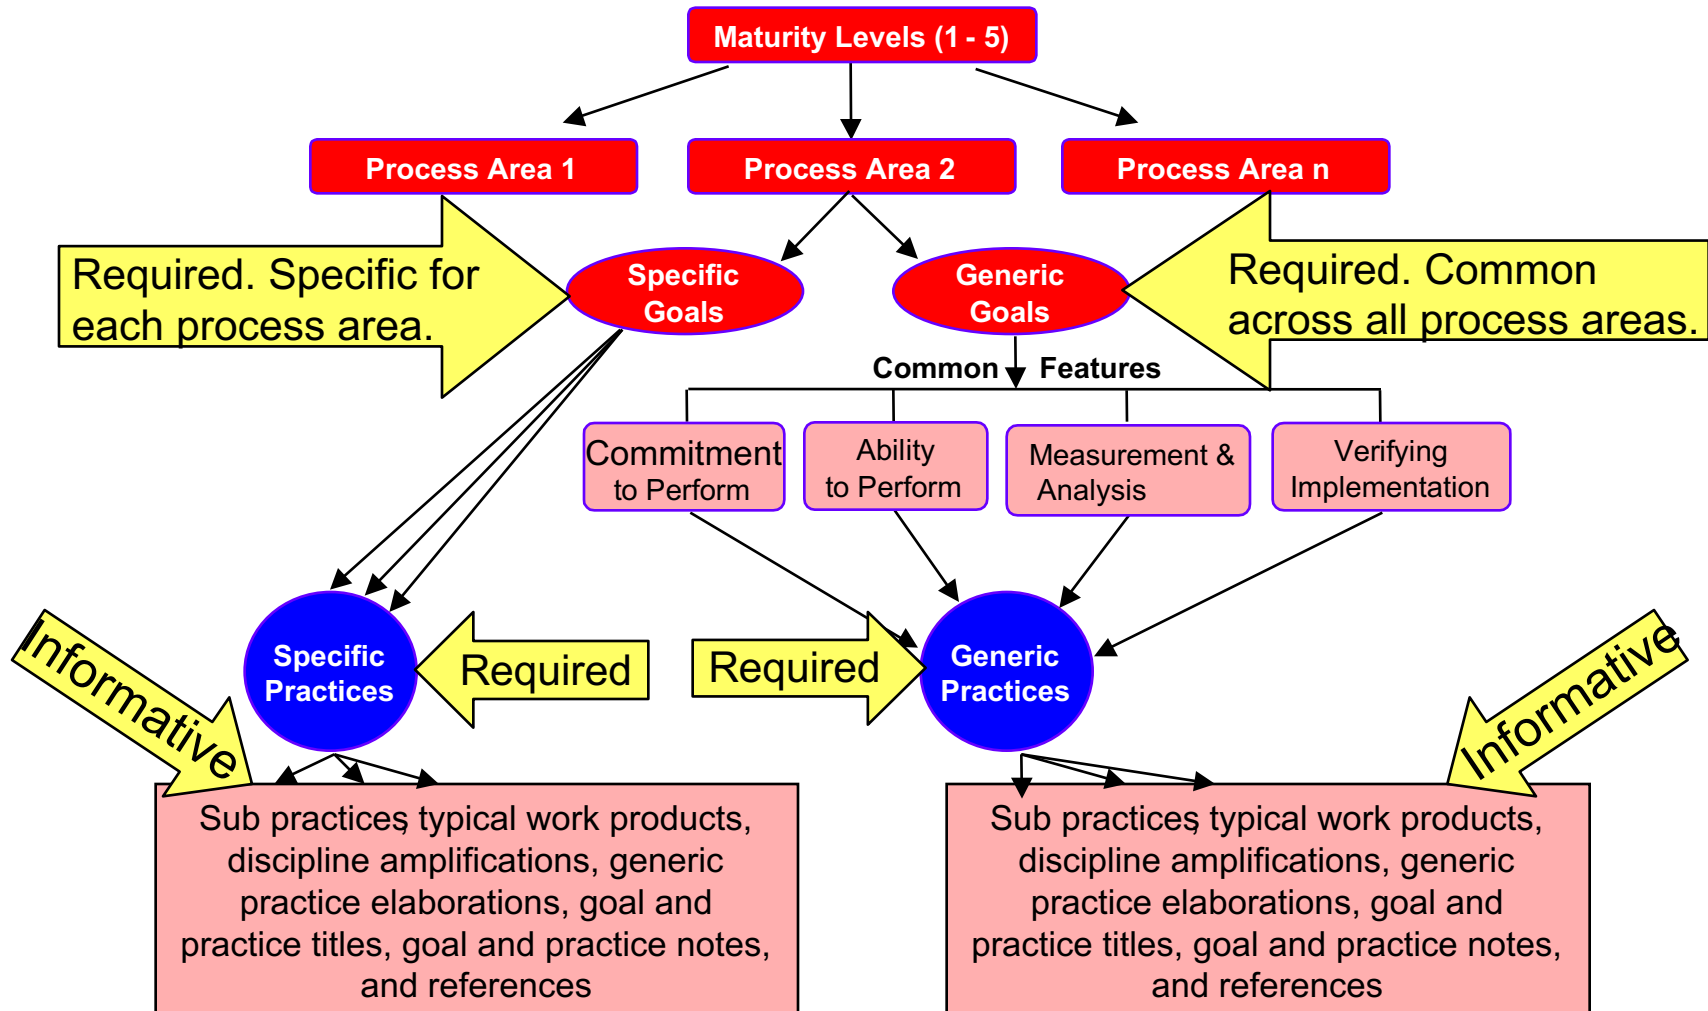 Maturity Levels (1 - 5)
Process Area 1
Process Area 2
Process Area n
Required. Specific for
each process area.
Specific
Goals
Generic
Goals
Required. Common
across all process areas.
Common Features
Commitment
to Perform
Ability
to Perform
Measurement &
Analysis
Verifying
Implementation
Informative
Specific
Practices
Required
Required
Generic
Practices
Informative
Sub practices, typical work products,
discipline amplifications, generic
practice elaborations, goal and
practice titles, goal and practice notes,
and references
Sub practices, typical work products,
discipline amplifications, generic
practice elaborations, goal and
practice titles, goal and practice notes,
and references